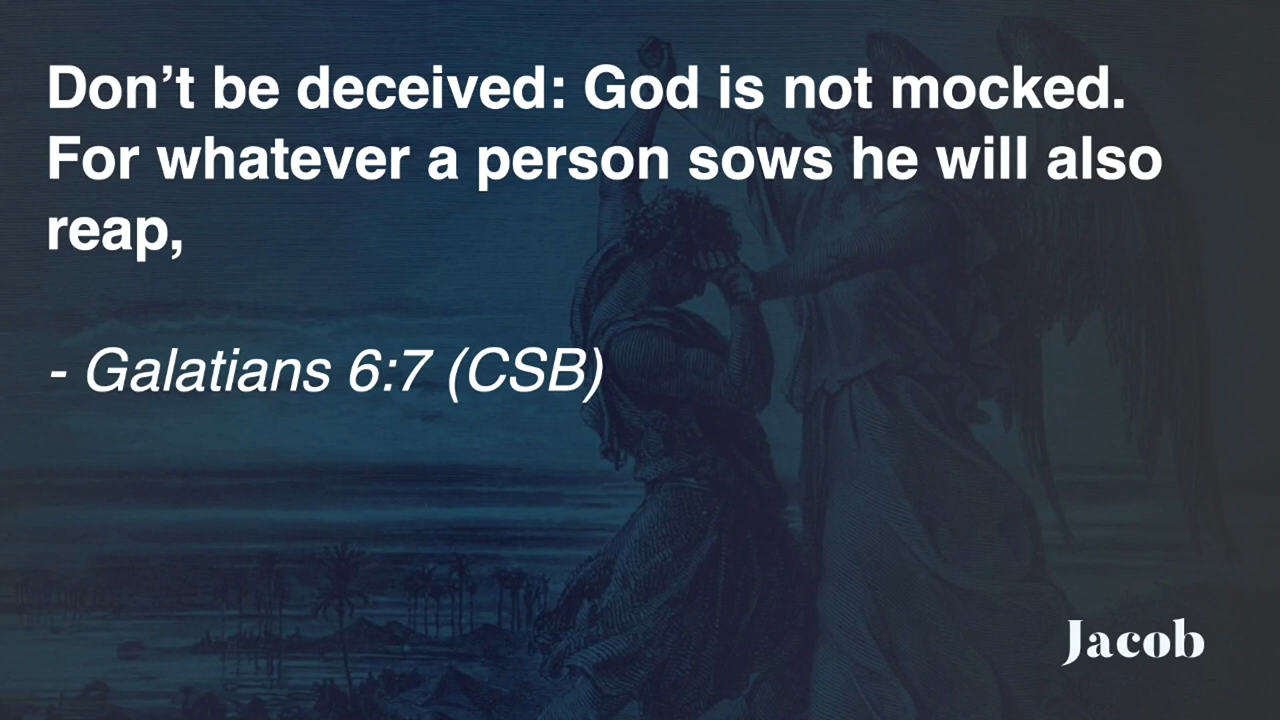 Don’t be deceived: God is not mocked.
For whatever a person sows he will also
reap,
- Galatians 6:7 (CSB)
Jacob